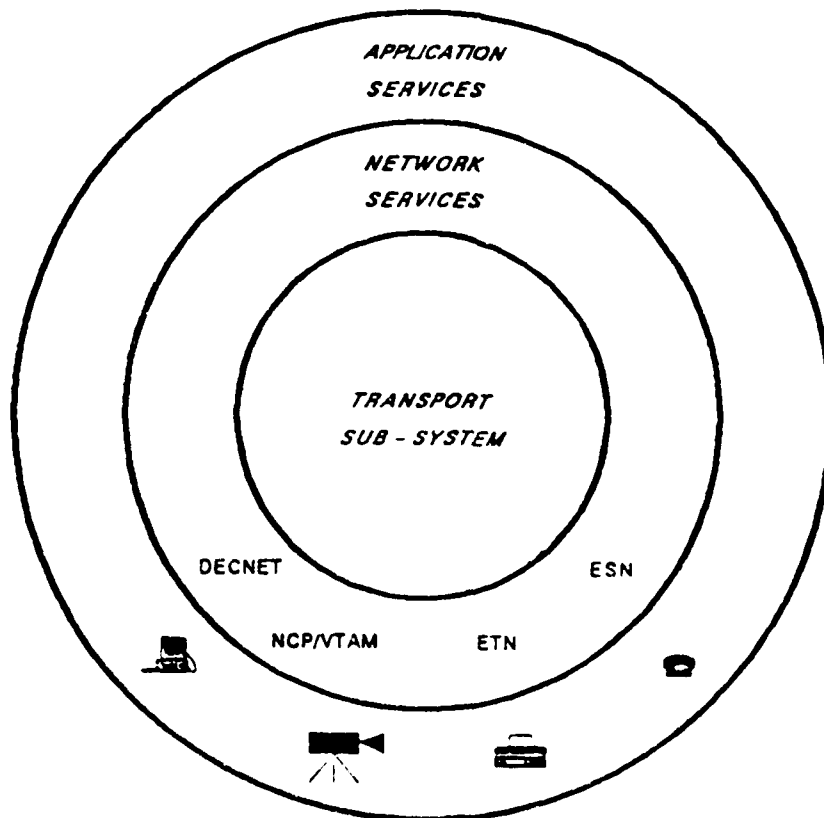 APPLICATION
SERVICES
NETWORK
SERVICES
TRANSPORT
SUB - SYSTEM
DECNET
ESN
NCP/VTAM
ETN